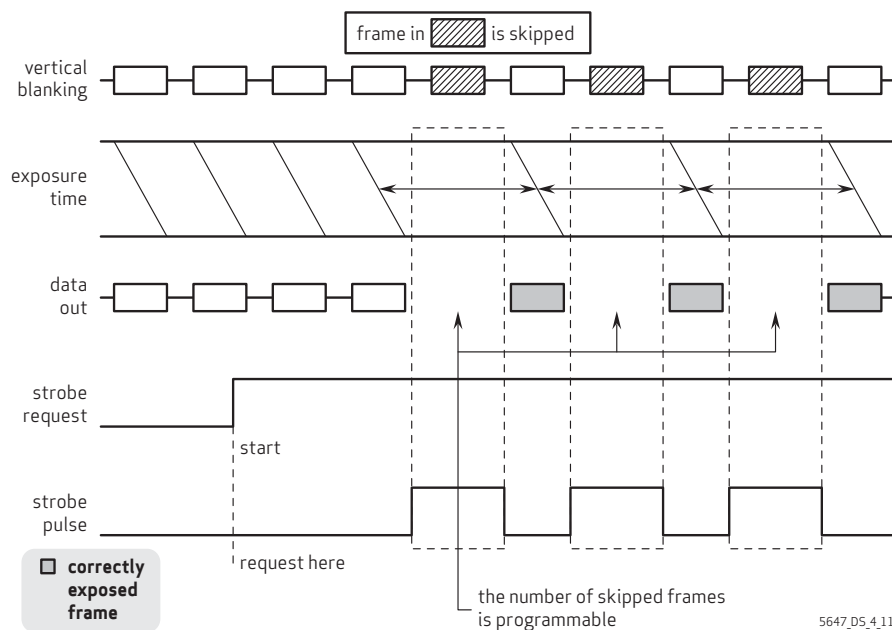 frame in is skipped
vertical
blanking
exposure
time
data
out
strobe
request
start
strobe
pulse
request here
correctly
exposed
frame
the number of skipped frames
is programmable
5647_DS_4_11